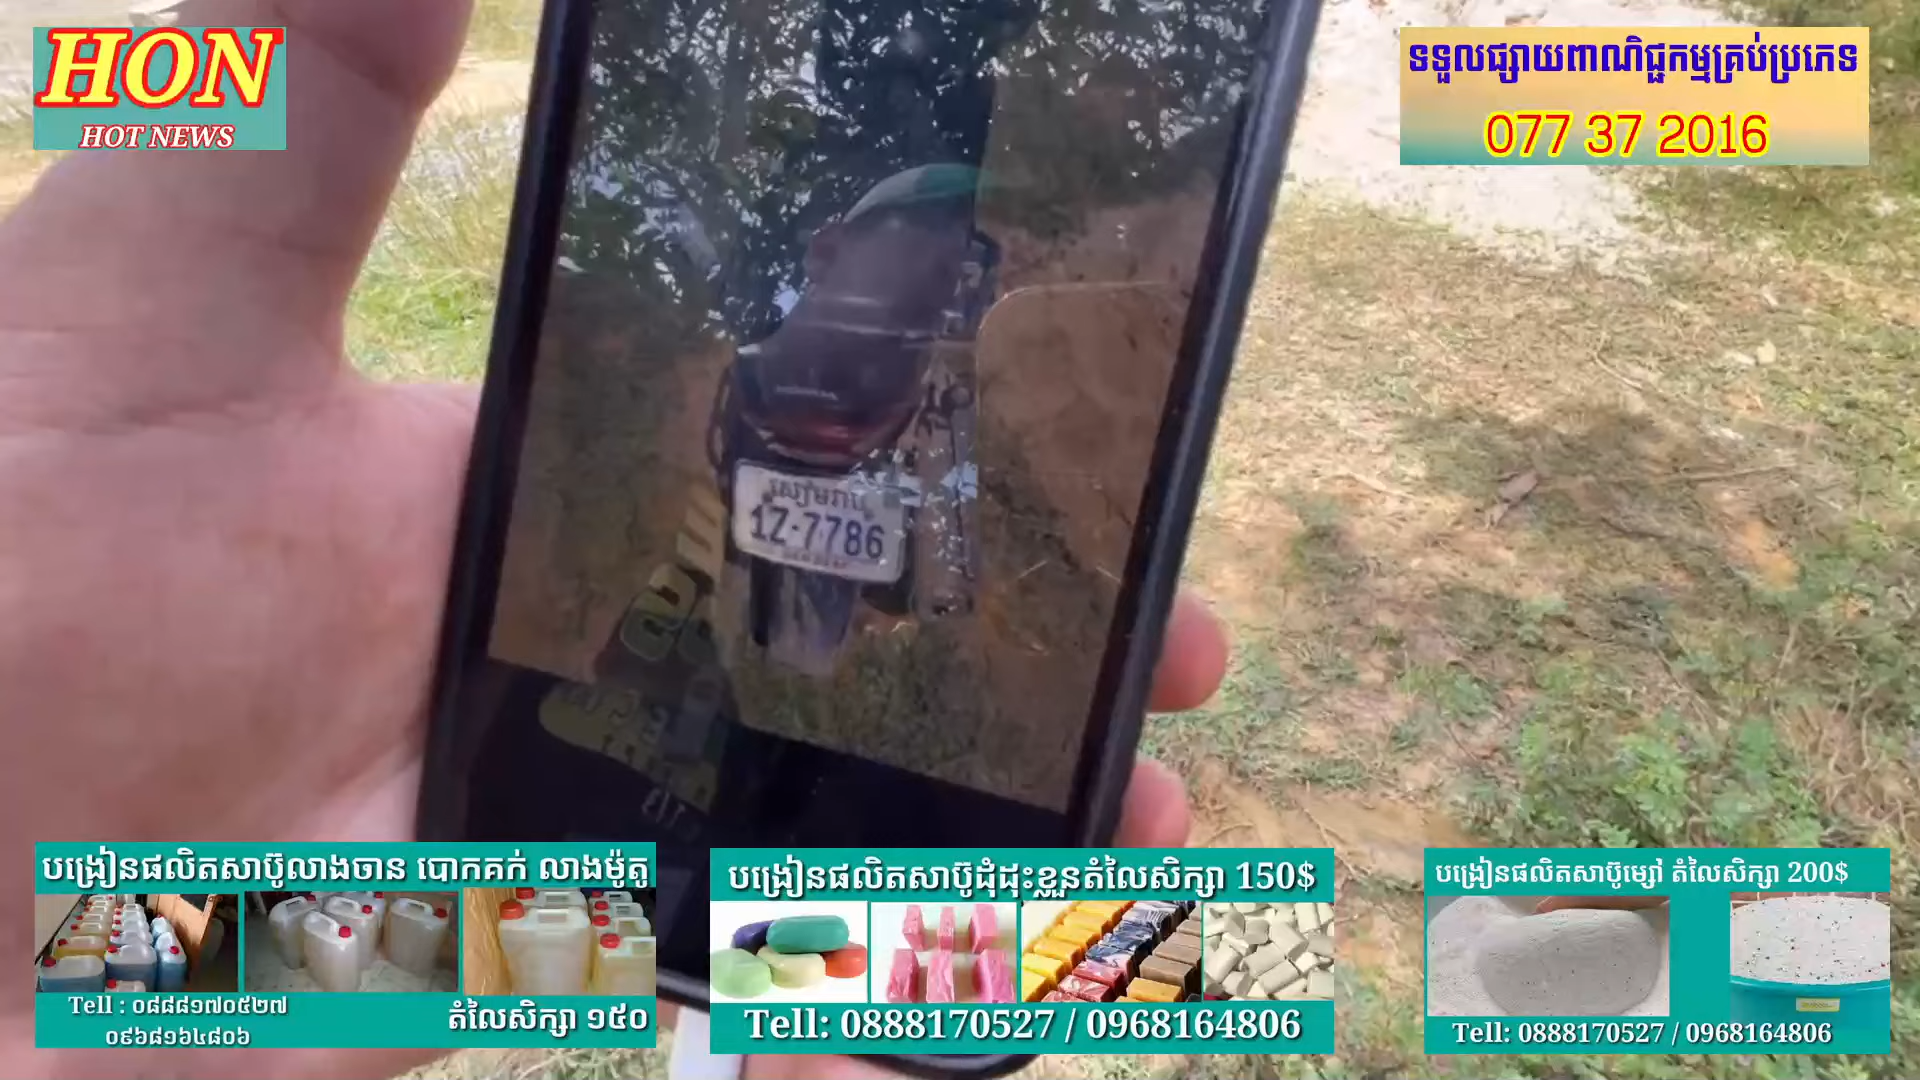 HON
HOT NEWS
ទទួលផ្សាយពាណិជ្ជកម្មគ្រប់ប្រភេទ
077 37 2016
សៀមរាប
1Z-7786
បង្រៀនផលិតសាប៊ូលាងចាន បោកគក់ លាងម៉ូតូ
Tell : ០៨៨៨១៧០៥២៧
០៩៦៨១៦៤៨០៦
តំលៃសិក្សា ១៥០
បង្រៀនផលិតសាប៊ូដុំដុះខ្លួនតំលៃសិក្សា 150$
Tell: 0888170527 / 0968164806
បង្រៀនផលិតសាប៊ូម្សៅ តំលៃសិក្សា 200$
Tell: 0888170527 / 0968164806